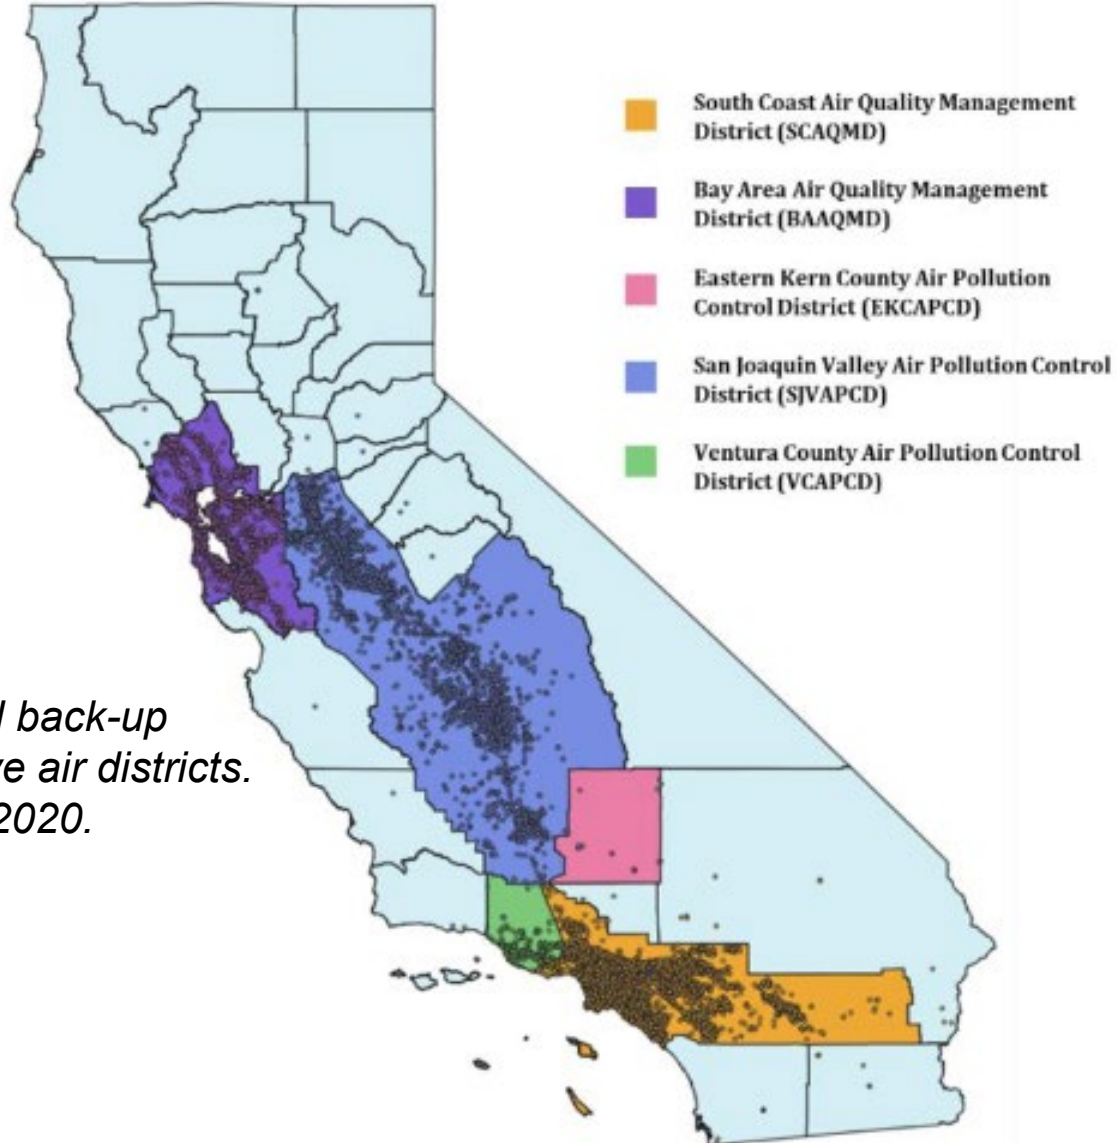 South Coast Air Quality Management
District (SCAQMD)
Bay Area Air Quality Management
District (BAAQMD)
Eastern Kern County Air Pollution
Control District (EKCAPCD)
San Joaquin Valley Air Pollution Control
District (SJVAPCD)
Ventura County Air Pollution Control
District (VCAPCD)
back-up
air districts.
2020.